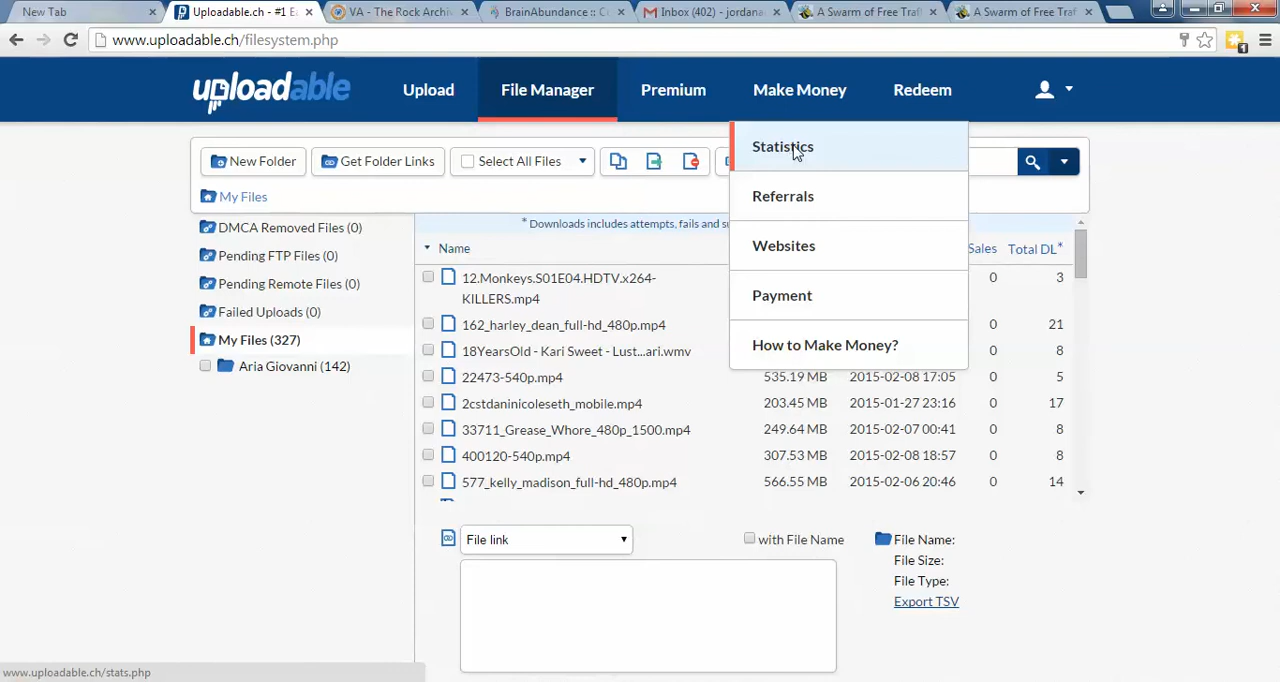 New Tab
Uploadable.ch - #1 E
VA - The Rock Archi
BrainAbundance :: C
Inbox (402) - jordana
A Swarm of Free Traf
A Swarm of Free Traf
www.uploadable.ch/filesystem.php
1
uploadable
Upload
File Manager
Premium
Make Money
Redeem
New Folder
Get Folder Links
Select All Files
Statistics
Referrals
Websites
Payment
How to Make Money?
My Files
DMCA Removed Files (0)
Pending FTP Files (0)
Pending Remote Files (0)
Failed Uploads (0)
My Files (327)
Aria Giovanni (142)
* Downloads includes attempts, fails and su
Name Sales Total DL*
12.Monkeys.S01E04.HDTV.x264-
KILLERS.mp4 0 3
162_harley_dean_full-hd_480p.mp4 0 21
18YearsOld - Kari Sweet - Lust...ari.wmv 0 8
22473-540p.mp4 535.19 MB 2015-02-08 17:05 0 5
2cstdaninicoleseth_mobile.mp4 203.45 MB 2015-01-27 23:16 0 17
33711_Grease_Whore_480p_1500.mp4 249.64 MB 2015-02-07 00:41 0 8
400120-540p.mp4 307.53 MB 2015-02-08 18:57 0 8
577_kelly_madison_full-hd_480p.mp4 566.55 MB 2015-02-06 20:46 0 14
File link
with File Name
File Name:
File Size:
File Type:
Export TSV
www.uploadable.ch/stats.php